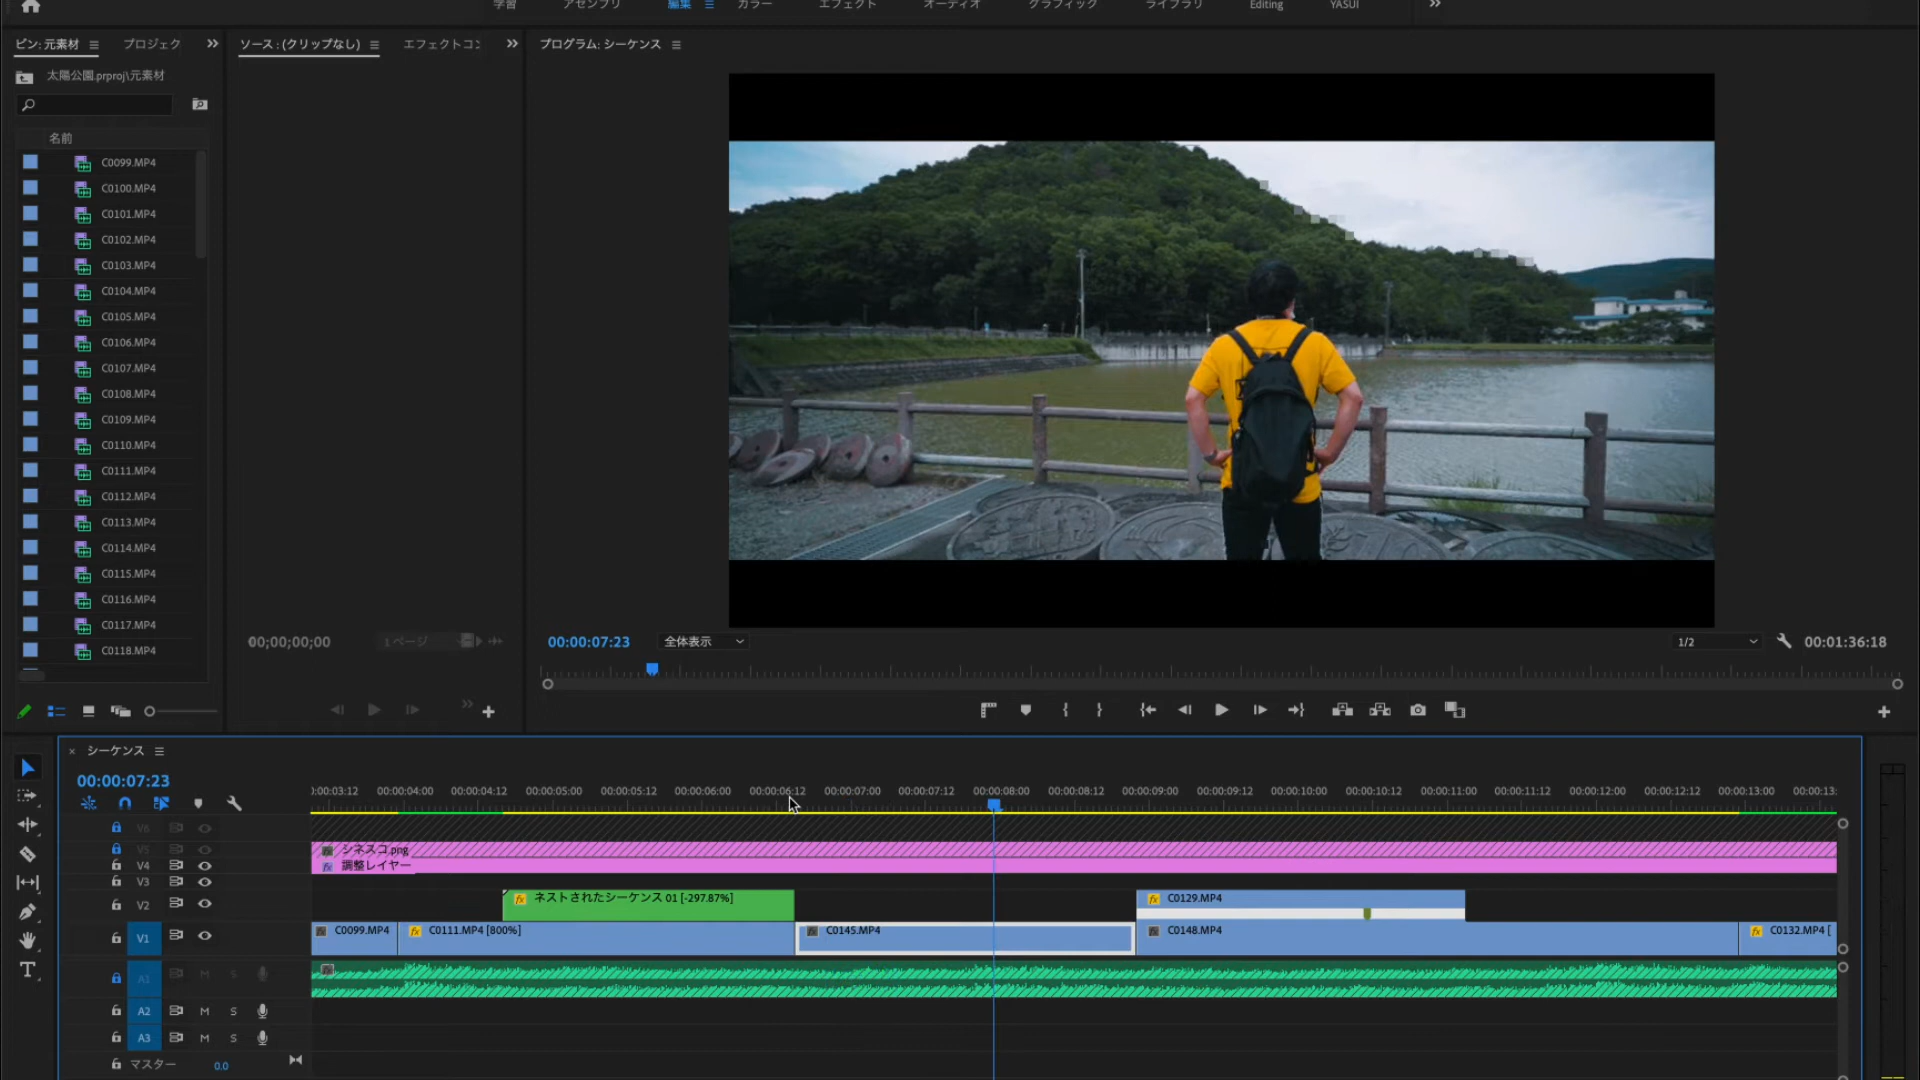 学習 アセンブリ 編集 カラー エフェクト オーディオ グラフィック ライブラリ Editing YASUI
ビン: 元素材 プロジェク ソース : (クリップなし) エフェクトコン プログラム: シーケンス
太陽公園.prproj\元素材
名前
C0099.MP4
C0100.MP4
C0101.MP4
C0102.MP4
C0103.MP4
C0104.MP4
C0105.MP4
C0106.MP4
C0107.MP4
C0108.MP4
C0109.MP4
C0110.MP4
C0111.MP4
C0112.MP4
C0113.MP4
C0114.MP4
C0115.MP4
C0116.MP4
C0117.MP4
C0118.MP4
00;00;00;00 1 ページ 00:00:07:23 全体表示 1/2 00:01:36:18
× シーケンス
00:00:07:23
:00:03:12 00:00:04:00 00:00:04:12 00:00:05:00 00:00:05:12 00:00:06:00 00:00:06:12 00:00:07:00 00:00:07:12 00:00:08:00 00:00:08:12 00:00:09:00 00:00:09:12 00:00:10:00 00:00:10:12 00:00:11:00 00:00:11:12 00:00:12:00 00:00:12:12 00:00:13:00 00:00:13:
V6
V5 シネスコ.png
V4 fx 調整レイヤー
V3
V2 fx ネストされたシーケンス 01 [-297.87%] fx C0129.MP4
V1 C0099.MP4 fx C0111.MP4 [800%] C0145.MP4 C0148.MP4 fx C0132.MP4 [
A1 M S
A2 M S
A3 M S
マスター 0.0